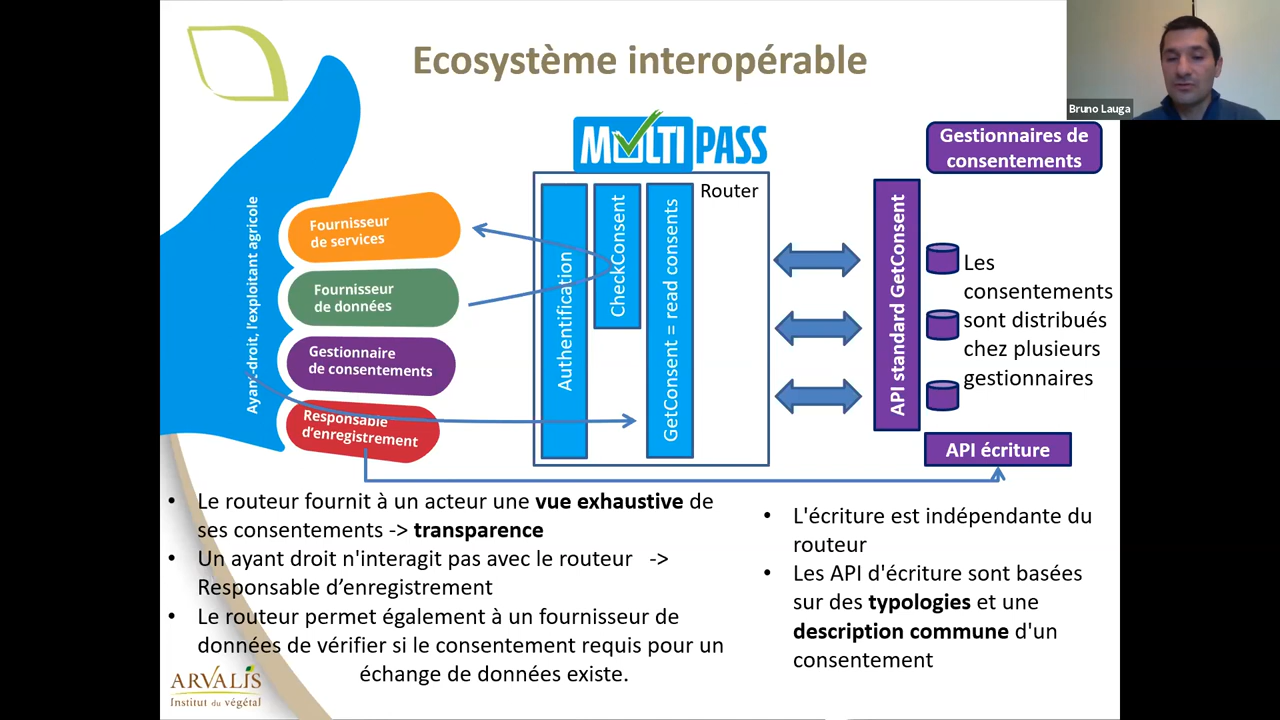 Ecosystème interopérable
Bruno Lauga
MULTIPASS
Gestionnaires de
consentements
Ayant-droit, l'exploitant agricole
Fournisseur
de services
Fournisseur
de données
Gestionnaire
de consentements
Responsable
d'enregistrement
Router
Authentification
CheckConsent
GetConsent = read consents
API standard GetConsent
Les
consentements
sont distribués
chez plusieurs
gestionnaires
API écriture
• Le routeur fournit à un acteur une vue exhaustive de
ses consentements -> transparence
• Un ayant droit n'interagit pas avec le routeur ->
Responsable d’enregistrement
• Le routeur permet également à un fournisseur de
données de vérifier si le consentement requis pour un
échange de données existe.
• L'écriture est indépendante du
routeur
• Les API d'écriture sont basées
sur des typologies et une
description commune d'un
consentement
ARVALIS
Institut du végétal